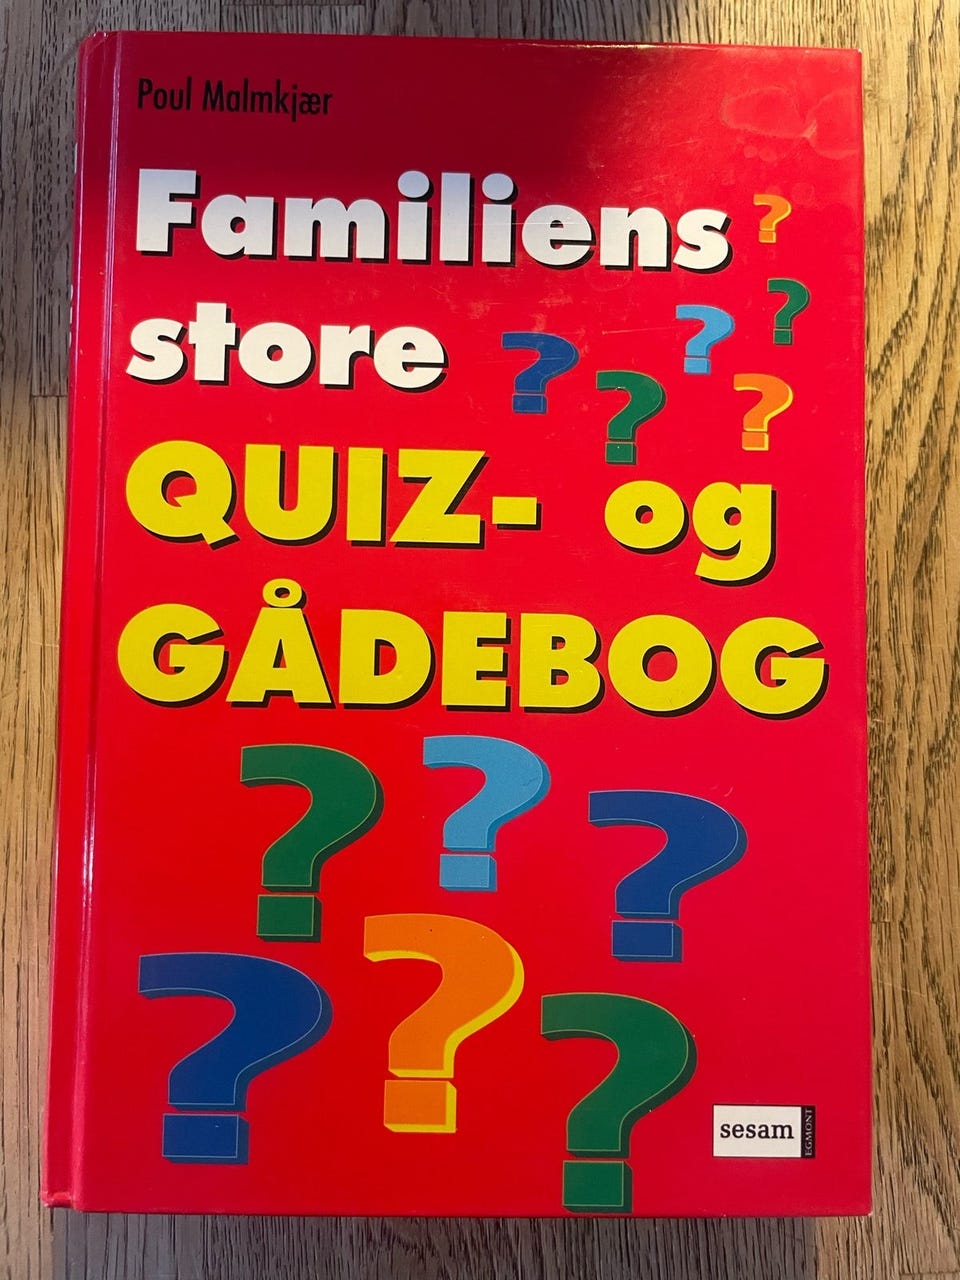 Poul Malmkjær
Familiens
store
QUIZ- og
GÅDEBOG
sesam
EGMONT